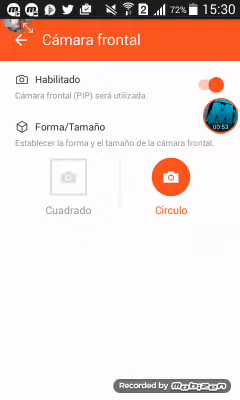 72% 15:30
Cámara frontal
Habilitado
Cámara frontal (PIP) será utilizada.
00:53
Forma/Tamaño
Establecer la forma y el tamaño de la cámara frontal.
Cuadrado
Circulo
Recorded by mobizen